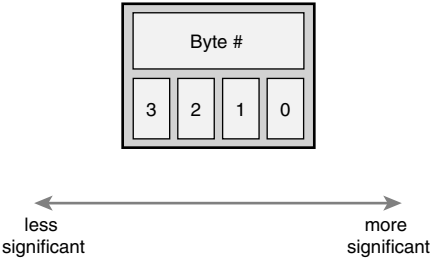 Byte #
3 2 1 0
less
significant
more
significant